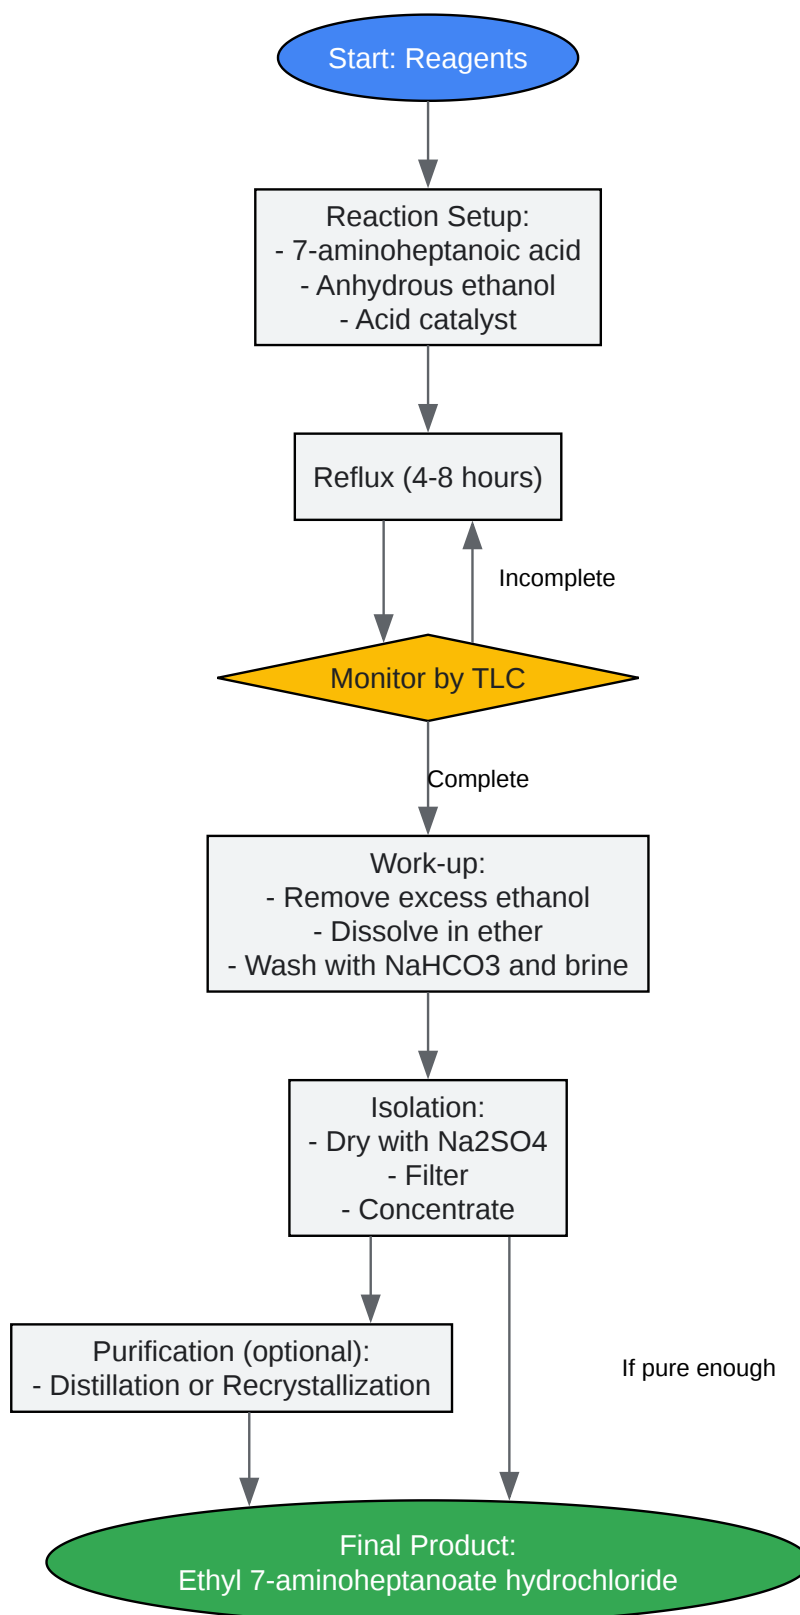 Start: Reagents
Reaction Setup:
- 7-aminoheptanoic acid
- Anhydrous ethanol
- Acid catalyst
Reflux (4-8 hours)
Incomplete
Monitor by TLC
Complete
Work-up:
- Remove excess ethanol
- Dissolve in ether
- Wash with NaHCO3 and brine
Isolation:
- Dry with Na2SO4
- Filter
- Concentrate
Purification (optional):
- Distillation or Recrystallization
If pure enough
Final Product:
Ethyl 7-aminoheptanoate hydrochloride